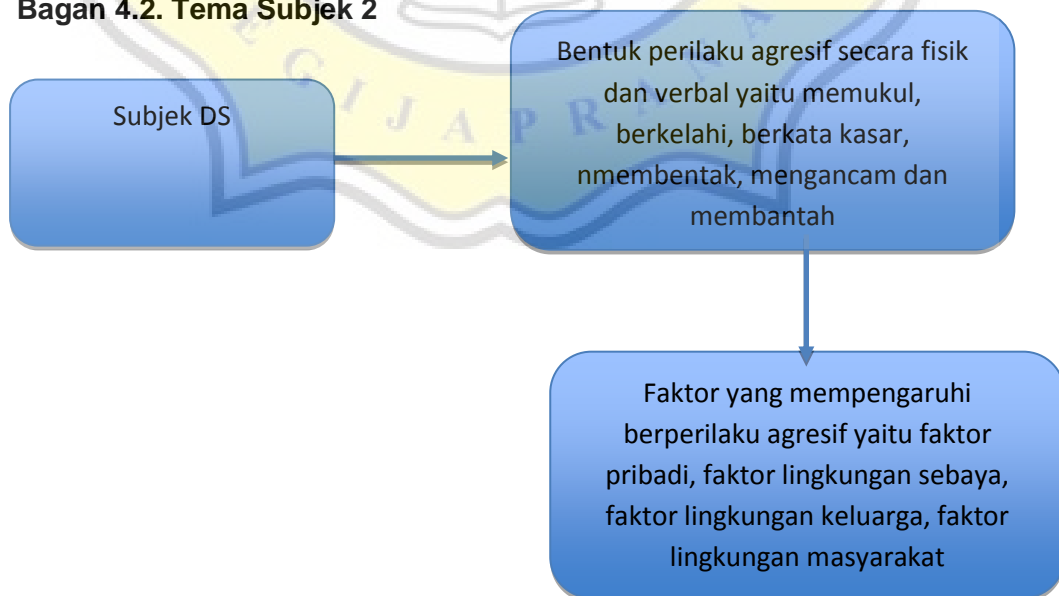 Bagan 4.2. Tema Subjek 2
Subjek DS
Bentuk perilaku agresif secara fisik
dan verbal yaitu memukul,
berkelahi, berkata kasar,
nmembentak, mengancam dan
membantah
Faktor yang mempengaruhi
berperilaku agresif yaitu faktor
pribadi, faktor lingkungan sebaya,
faktor lingkungan keluarga, faktor
lingkungan masyarakat
EGIJAPRANA